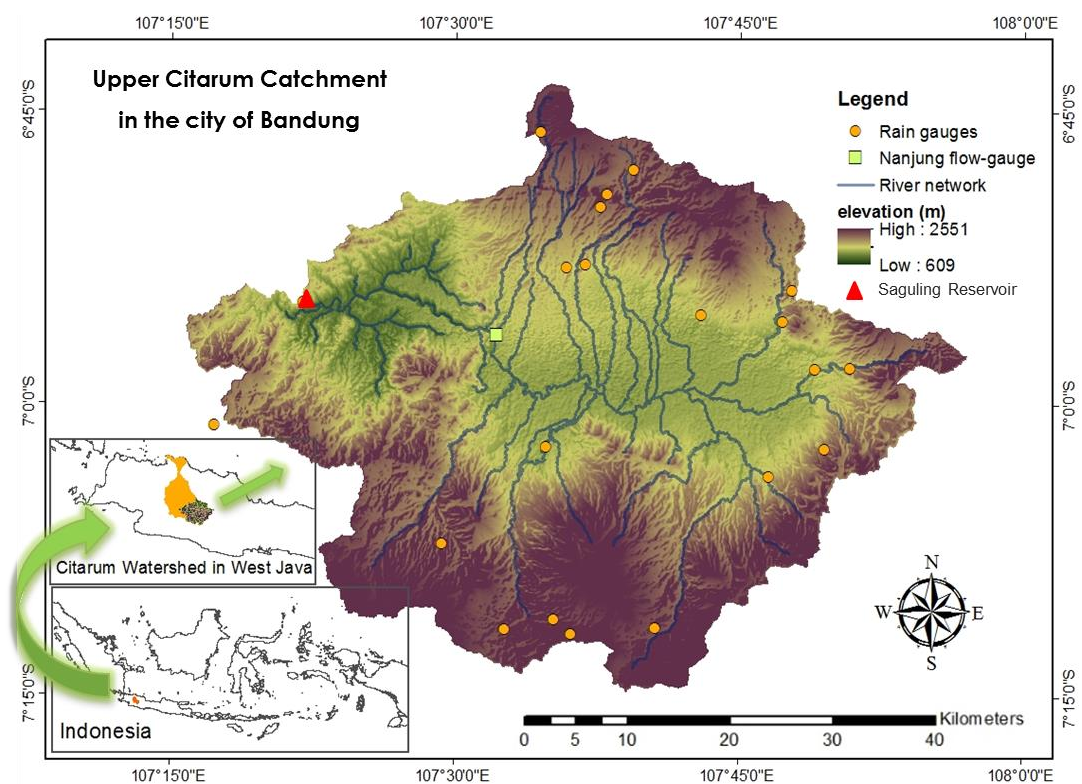 107°15'0"E
107°30'0"E
107°45'0"E
108°0'0"E
Upper Citarum Catchment
in the city of Bandung
6°45'0"S
6°45'0"S
Legend
Rain gauges
Nanjung flow-gauge
River network
elevation (m)
High : 2551
Low : 609
Saguling Reservoir
7°0'0"S
7°0'0"S
Citarum Watershed in West Java
N
W
E
S
7°15'0"S
7°15'0"S
Indonesia
Kilometers
0 5 10 20 30 40
107°15'0"E
107°30'0"E
107°45'0"E
108°0'0"E